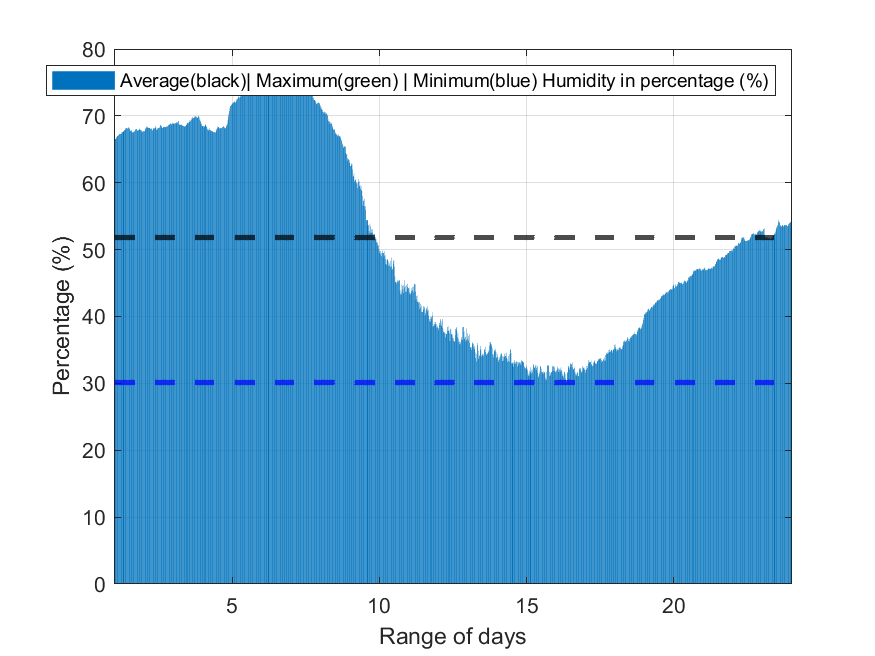 80
Average(black)| Maximum(green) | Minimum(blue) Humidity in percentage (%)
70
60
50
40
30
20
10
0
Percentage (%)
5 10 15 20
Range of days